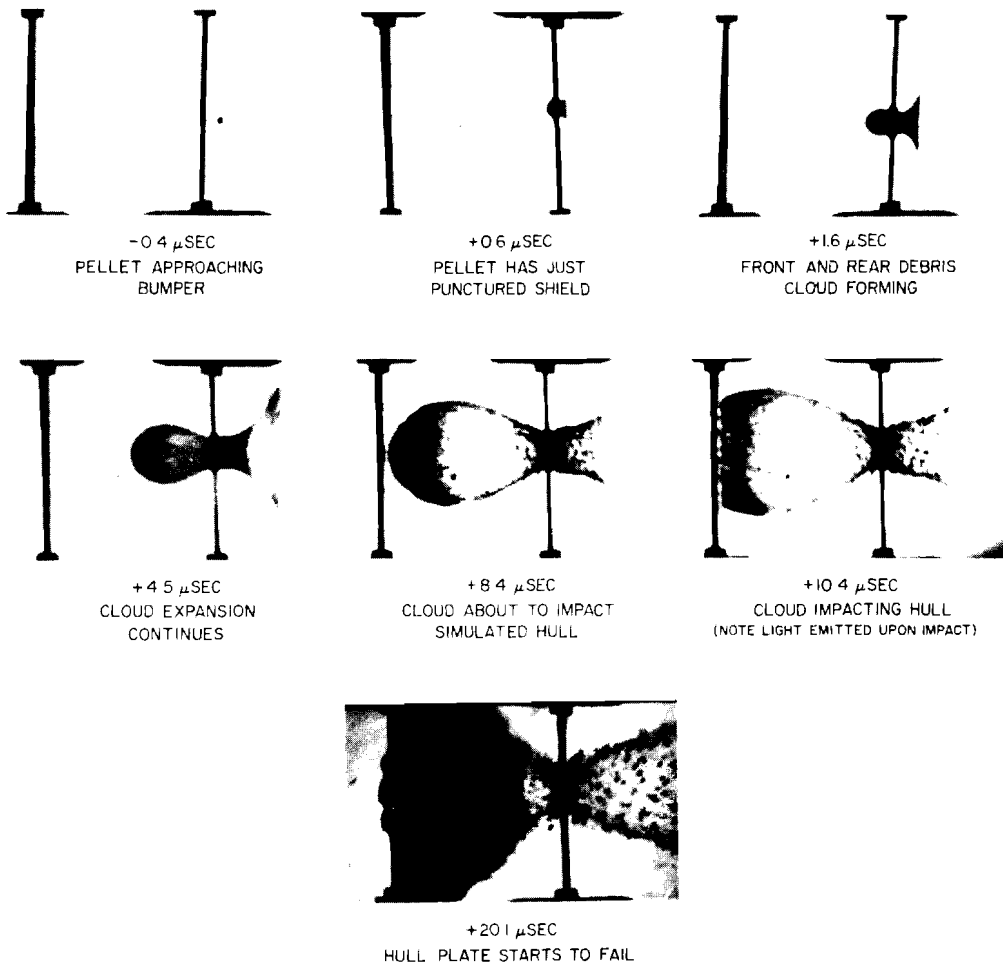 -0.4 µSEC
PELLET APPROACHING
BUMPER
+0.6 µSEC
PELLET HAS JUST
PUNCTURED SHIELD
+1.6 µSEC
FRONT AND REAR DEBRIS
CLOUD FORMING
+4.5 µSEC
CLOUD EXPANSION
CONTINUES
+8.4 µSEC
CLOUD ABOUT TO IMPACT
SIMULATED HULL
+10.4 µSEC
CLOUD IMPACTING HULL
(NOTE LIGHT EMITTED UPON IMPACT)
+20.1 µSEC
HULL PLATE STARTS TO FAIL